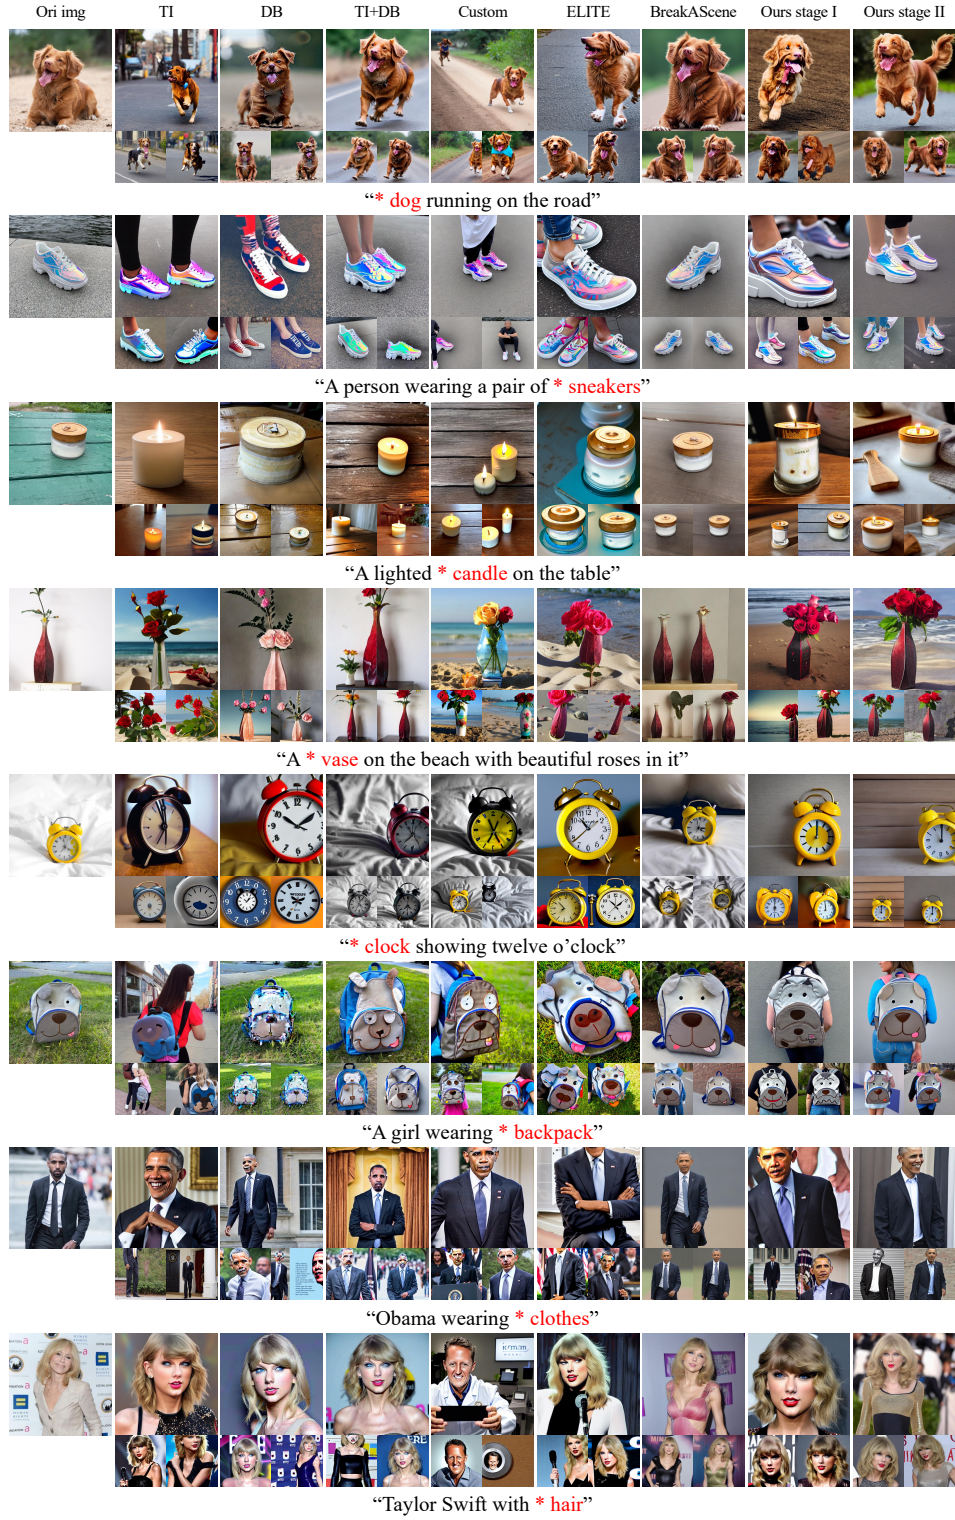 Ori img TI DB TI+DB Custom ELITE BreakAScene Ours stage I Ours stage II
“* dog running on the road”
“A person wearing a pair of * sneakers”
“A lighted * candle on the table”
“A * vase on the beach with beautiful roses in it”
“* clock showing twelve o’clock”
“A girl wearing * backpack”
“Obama wearing * clothes”
“Taylor Swift with * hair”